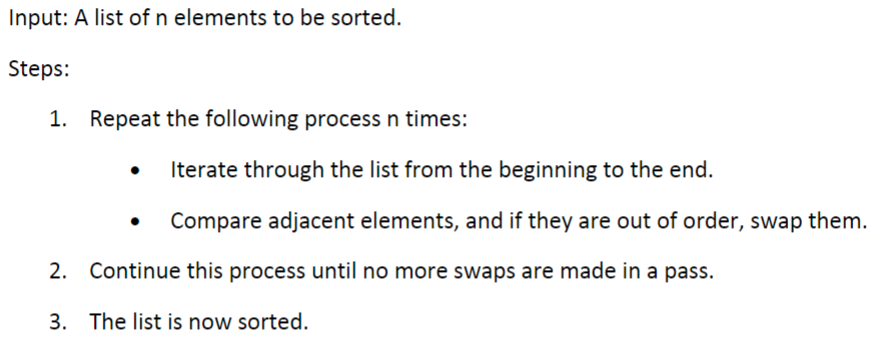 Input: A list of n elements to be sorted.
Steps:
1. Repeat the following process n times:
• Iterate through the list from the beginning to the end.
• Compare adjacent elements, and if they are out of order, swap them.
2. Continue this process until no more swaps are made in a pass.
3. The list is now sorted.